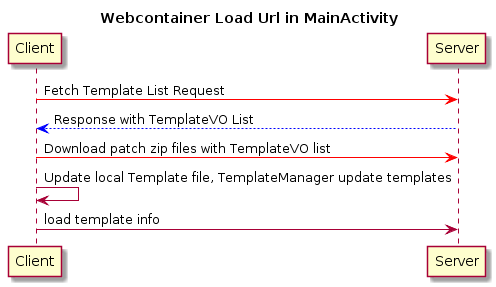 Webcontainer Load Url in MainActivity
Client
Server
Fetch Template List Request
Response with TemplateVO List
Download patch zip files with TemplateVO list
Update local Template file, TemplateManager update templates
load template info
Client
Server